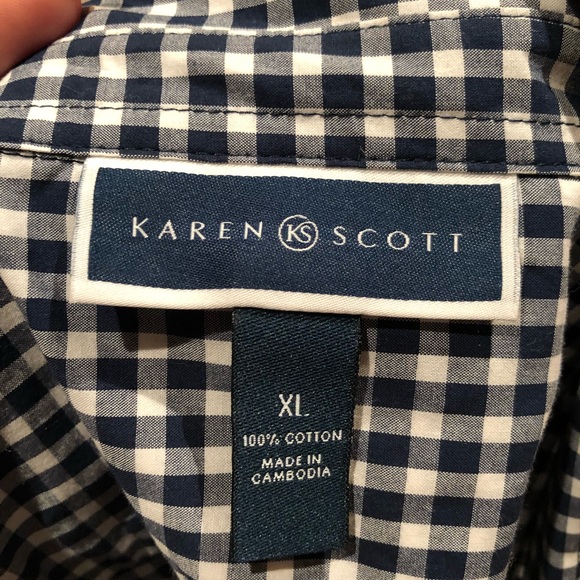 KAREN KS SCOTT
XL
100% COTTON
MADE IN
CAMBODIA